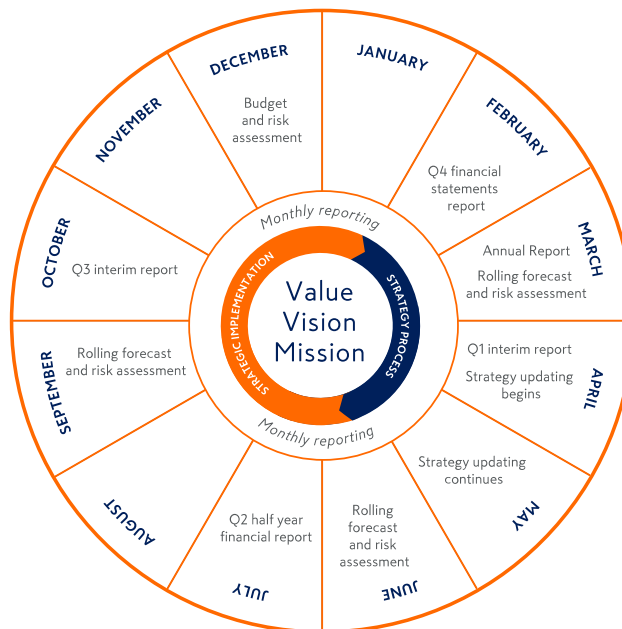 JANUARY
FEBRUARY
Q4 financial
statements
report
MARCH
Annual Report
Rolling forecast
and risk assessment
APRIL
Q1 interim report
Strategy updating
begins
MAY
Strategy updating
continues
JUNE
Rolling
forecast
and risk
assessment
JULY
Q2 half year
financial report
AUGUST
SEPTEMBER
Rolling forecast
and risk assessment
OCTOBER
Q3 interim report
NOVEMBER
DECEMBER
Budget
and risk
assessment
Monthly reporting
STRATEGIC IMPLEMENTATION
STRATEGY PROCESS
Value
Vision
Mission
Monthly reporting